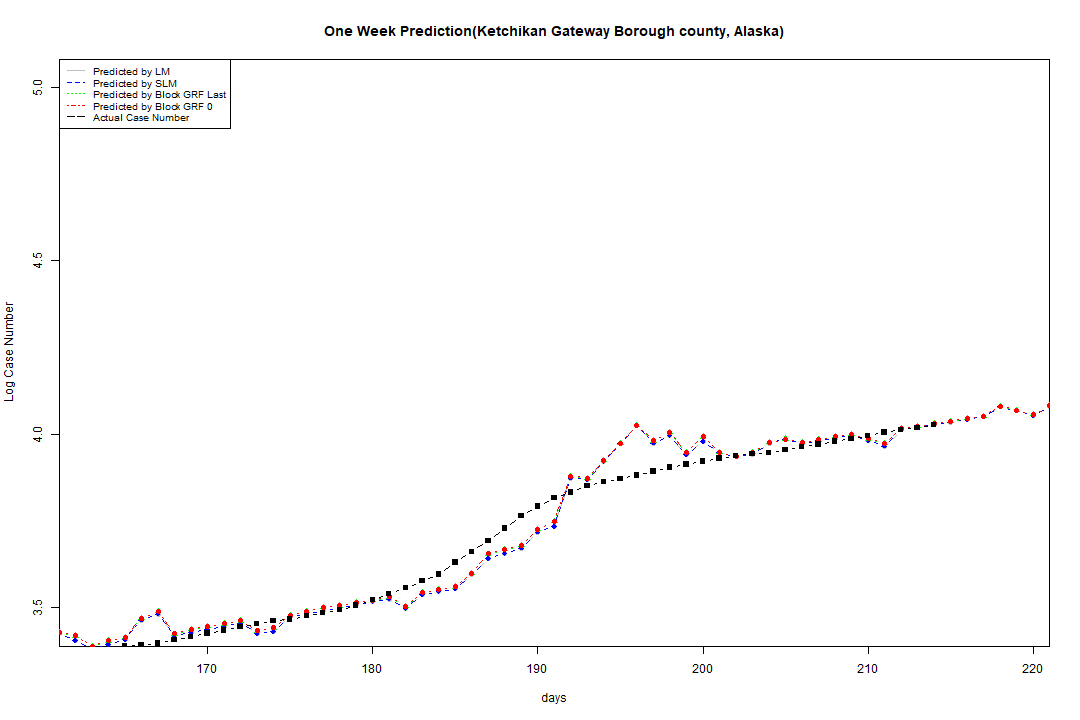 One Week Prediction(Ketchikan Gateway Borough county, Alaska)
Predicted by LM
Predicted by SLM
Predicted by Block GRF Last
Predicted by Block GRF 0
Actual Case Number
5.0
4.5
4.0
3.5
Log Case Number
170 180 190 200 210 220
days